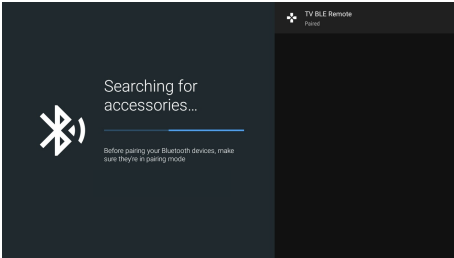 Searching for
accessories...
Before pairing your Bluetooth devices, make
sure they're in pairing mode
TV BLE Remote
Paired